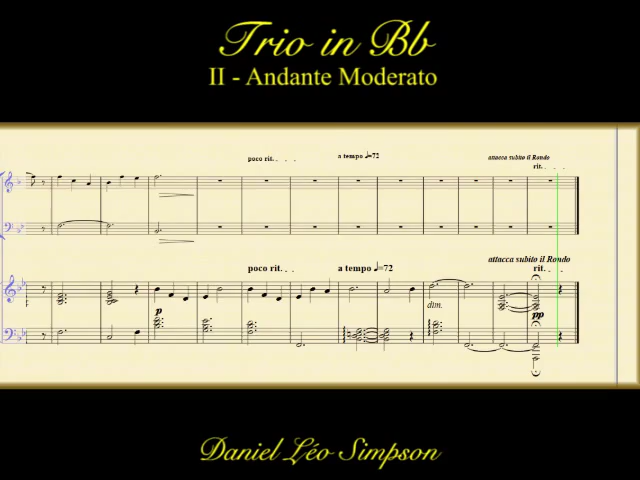 Trio in Bb
II - Andante Moderato
poco rit. . . .
a tempo ♩=72
attacca subito il Rondo
rit. . . .
poco rit. . .
a tempo ♩=72
attacca subito il Rondo
rit. . . .
dim.
p
pp
Daniel Léo Simpson